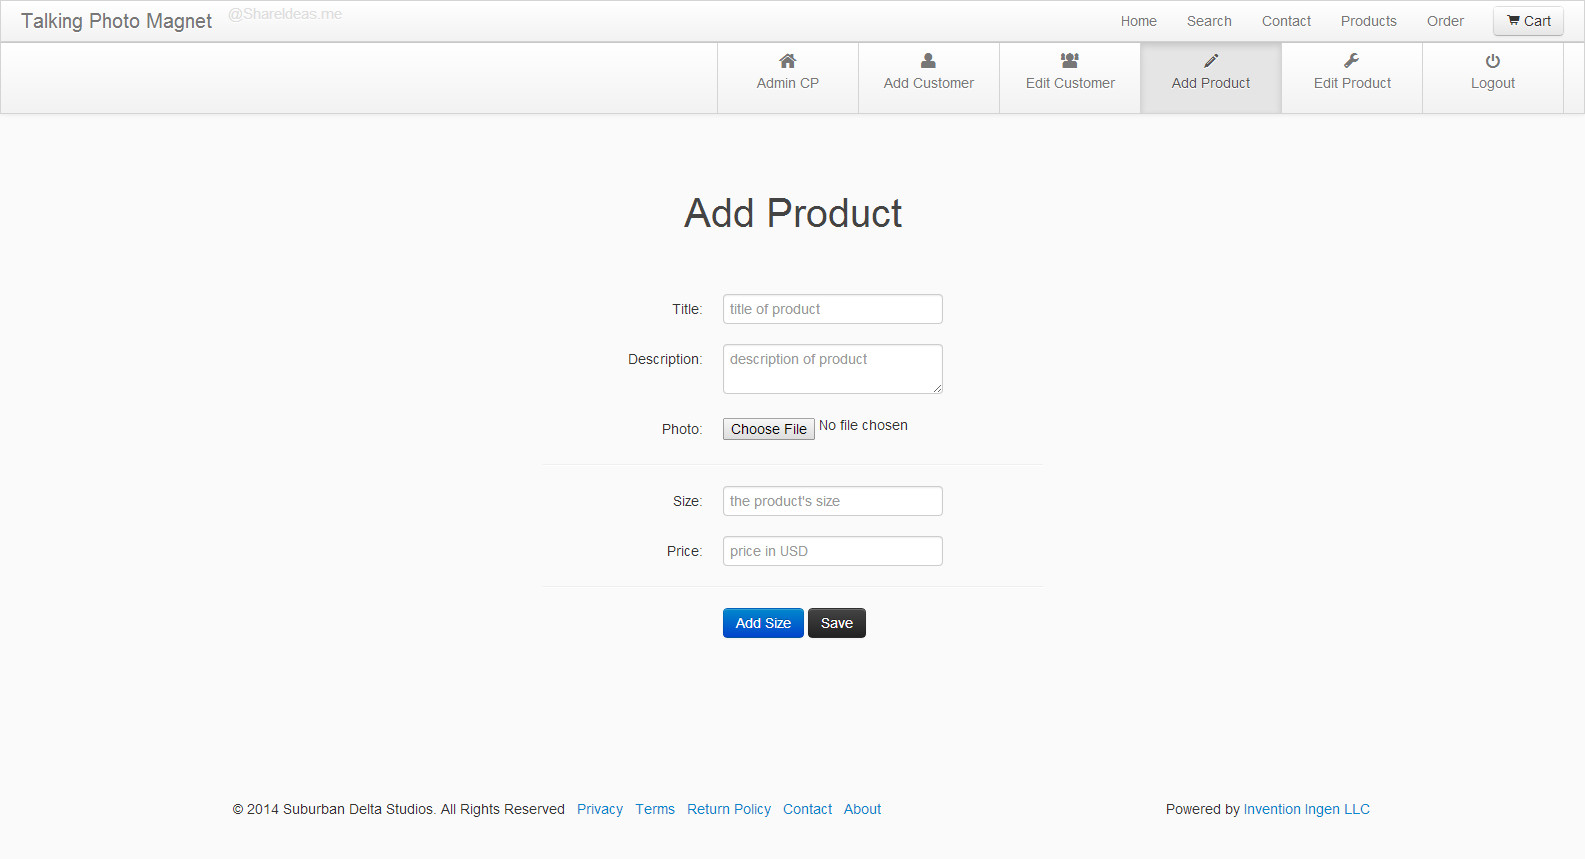 Talking Photo Magnet @ShareIdeas.me Home Search Contact Products Order Cart
Admin CP Add Customer Edit Customer Add Product Edit Product Logout
Add Product
Title: title of product
Description: description of product
Photo: Choose File No file chosen
Size: the product's size
Price: price in USD
Add Size Save
© 2014 Suburban Delta Studios. All Rights Reserved Privacy Terms Return Policy Contact About Powered by Invention Ingen LLC